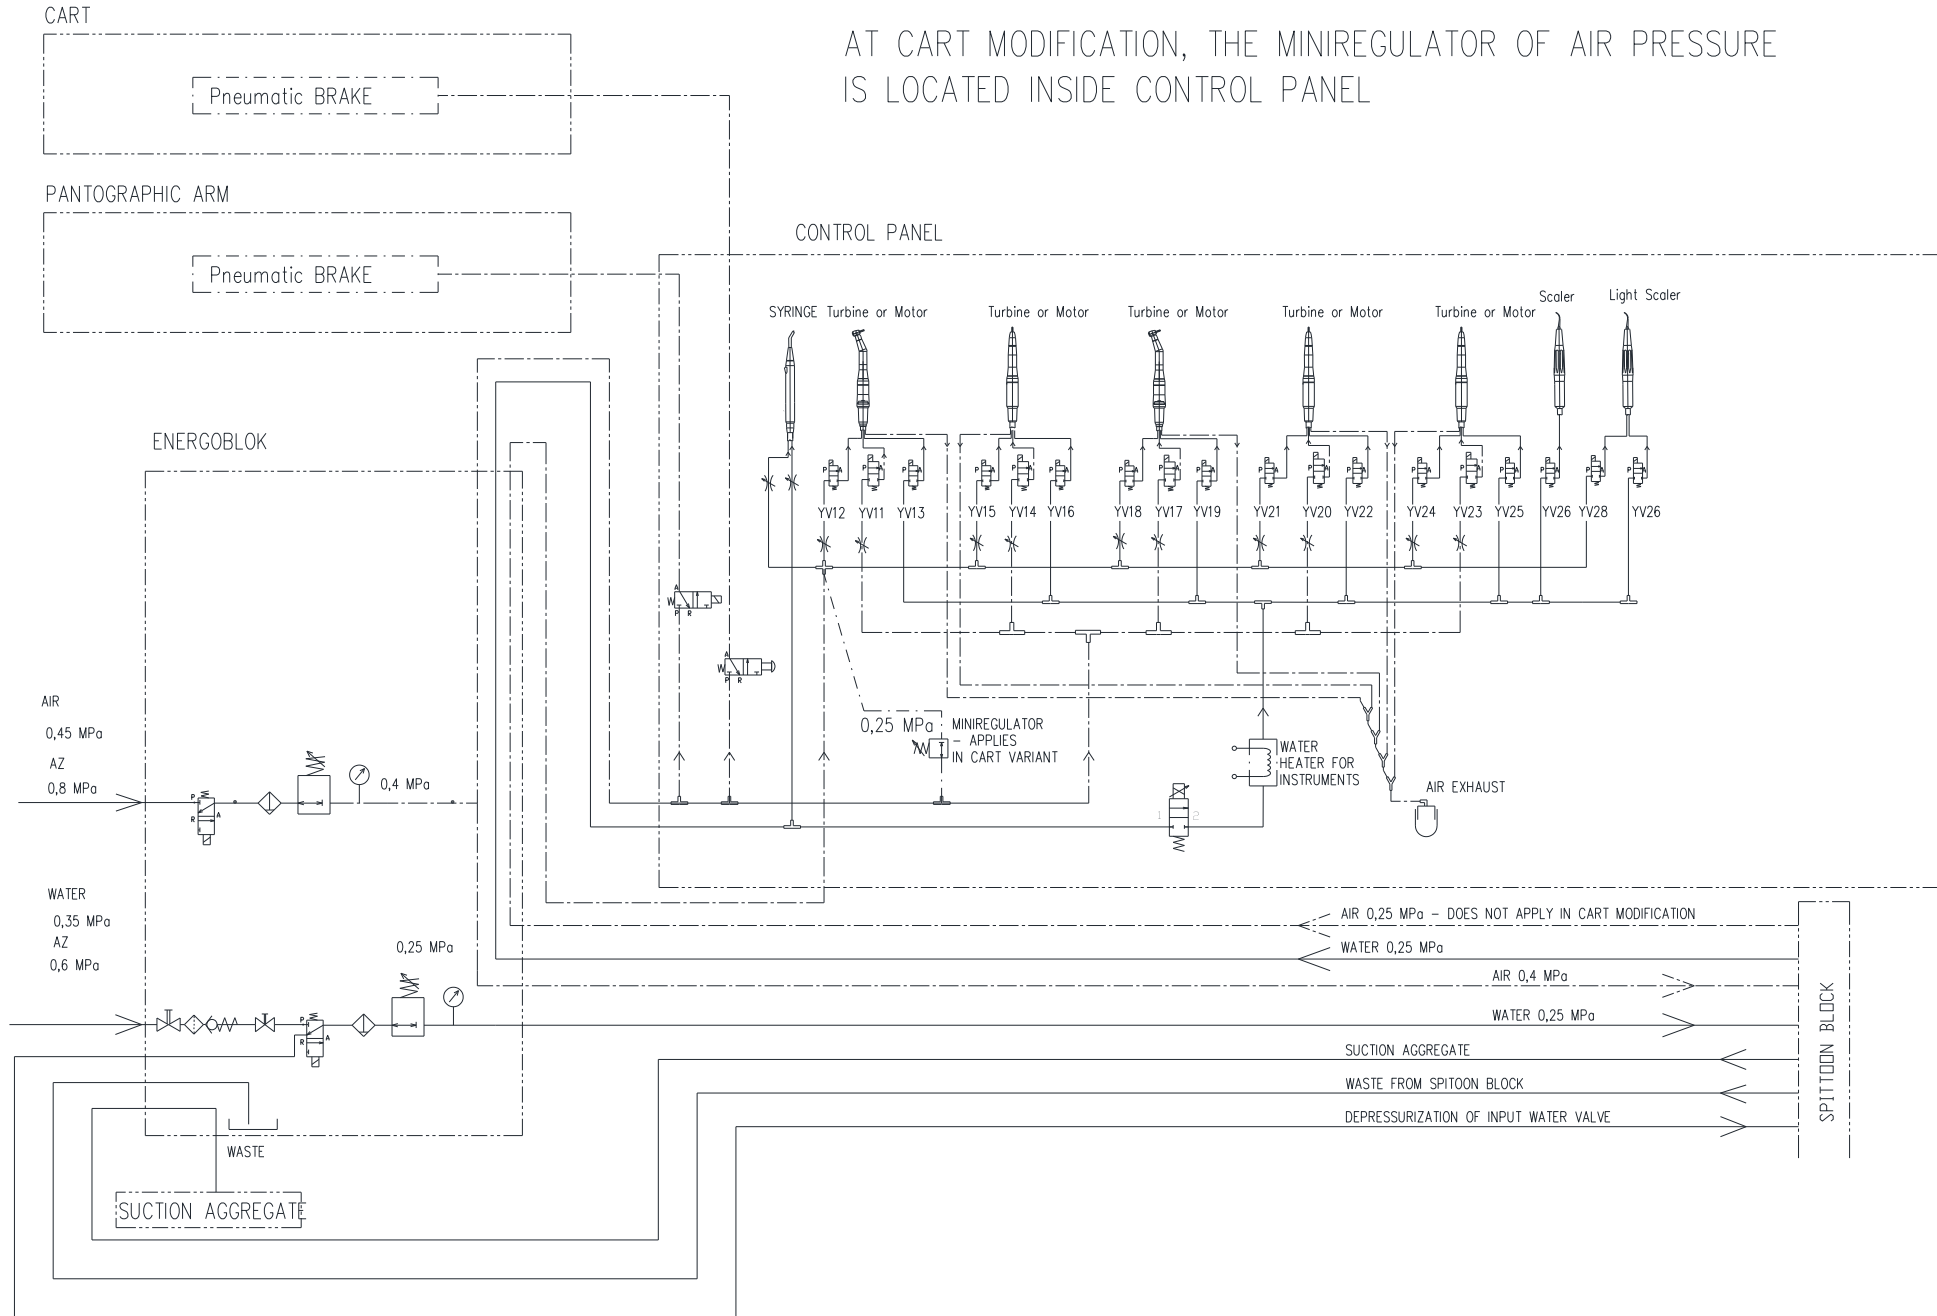 CART
AT CART MODIFICATION, THE MINIREGULATOR OF AIR PRESSURE
IS LOCATED INSIDE CONTROL PANEL
Pneumatic BRAKE
PANTOGRAPHIC ARM
Pneumatic BRAKE
CONTROL PANEL
SYRINGE Turbine or Motor
Turbine or Motor
Turbine or Motor
Turbine or Motor
Turbine or Motor
Scaler
Light Scaler
ENERGOBLOK
P A P A P A P A P A P A P A P A P A P A P A P A P A P A P A P A P A P A
YV12 YV11 YV13 YV15 YV14 YV16 YV18 YV17 YV19 YV21 YV20 YV22 YV24 YV23 YV25 YV26 YV28 YV26
A
P R
A
P R
AIR
0,45 MPa
AZ
0,8 MPa
P
R A
0,4 MPa
0,25 MPa
MINIREGULATOR
- APPLIES
IN CART VARIANT
WATER
HEATER FOR
INSTRUMENTS
1 2
AIR EXHAUST
WATER
0,35 MPa
AZ
0,6 MPa
0,25 MPa
P
R A
AIR 0,25 MPa - DOES NOT APPLY IN CART MODIFICATION
WATER 0,25 MPa
AIR 0,4 MPa
WATER 0,25 MPa
SUCTION AGGREGATE
WASTE FROM SPITOON BLOCK
DEPRESSURIZATION OF INPUT WATER VALVE
SPITTOON BLOCK
WASTE
SUCTION AGGREGATE